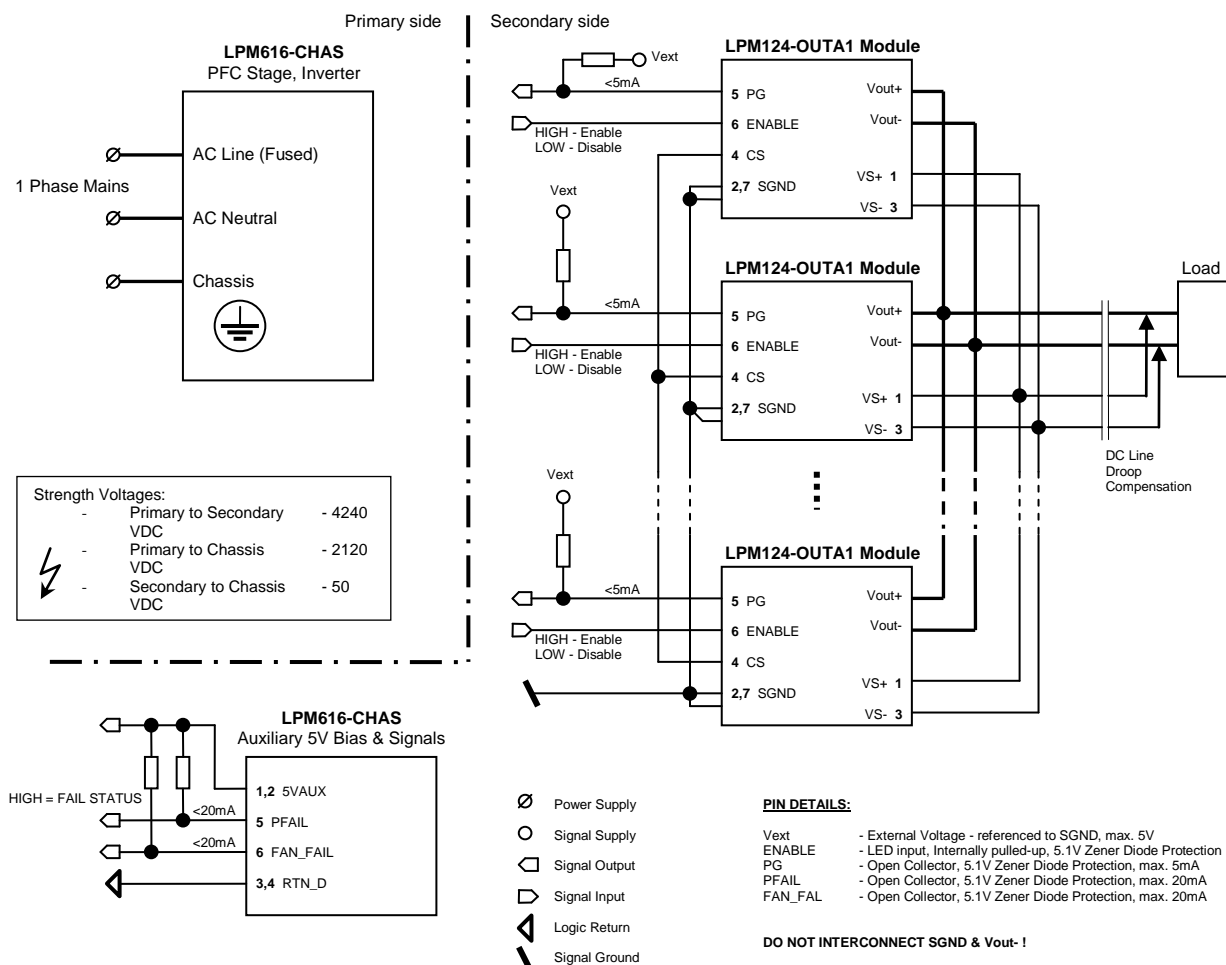 Primary side
Secondary side
LPM616-CHAS
PFC Stage, Inverter
AC Line (Fused)
1 Phase Mains
AC Neutral
Chassis
Strength Voltages:
- Primary to Secondary - 4240
VDC
- Primary to Chassis - 2120
VDC
- Secondary to Chassis - 50
VDC
LPM616-CHAS
Auxiliary 5V Bias & Signals
1,2 5VAUX
HIGH = FAIL STATUS
<20mA
5 PFAIL
<20mA
6 FAN_FAIL
3,4 RTN_D
LPM124-OUTA1 Module
Vext
<5mA
5 PG
Vout+
6 ENABLE
Vout-
HIGH - Enable
LOW - Disable
4 CS
VS+ 1
2,7 SGND
VS- 3
Vext
LPM124-OUTA1 Module
<5mA
5 PG
Vout+
6 ENABLE
Vout-
HIGH - Enable
LOW - Disable
4 CS
VS+ 1
2,7 SGND
VS- 3
Load
DC Line
Droop
Compensation
Vext
LPM124-OUTA1 Module
<5mA
5 PG
Vout+
6 ENABLE
Vout-
HIGH - Enable
LOW - Disable
4 CS
VS+ 1
2,7 SGND
VS- 3
Power Supply
Signal Supply
Signal Output
Signal Input
Logic Return
Signal Ground
PIN DETAILS:
Vext - External Voltage - referenced to SGND, max. 5V
ENABLE - LED input, Internally pulled-up, 5.1V Zener Diode Protection
PG - Open Collector, 5.1V Zener Diode Protection, max. 5mA
PFAIL - Open Collector, 5.1V Zener Diode Protection, max. 20mA
FAN_FAL - Open Collector, 5.1V Zener Diode Protection, max. 20mA
DO NOT INTERCONNECT SGND & Vout- !